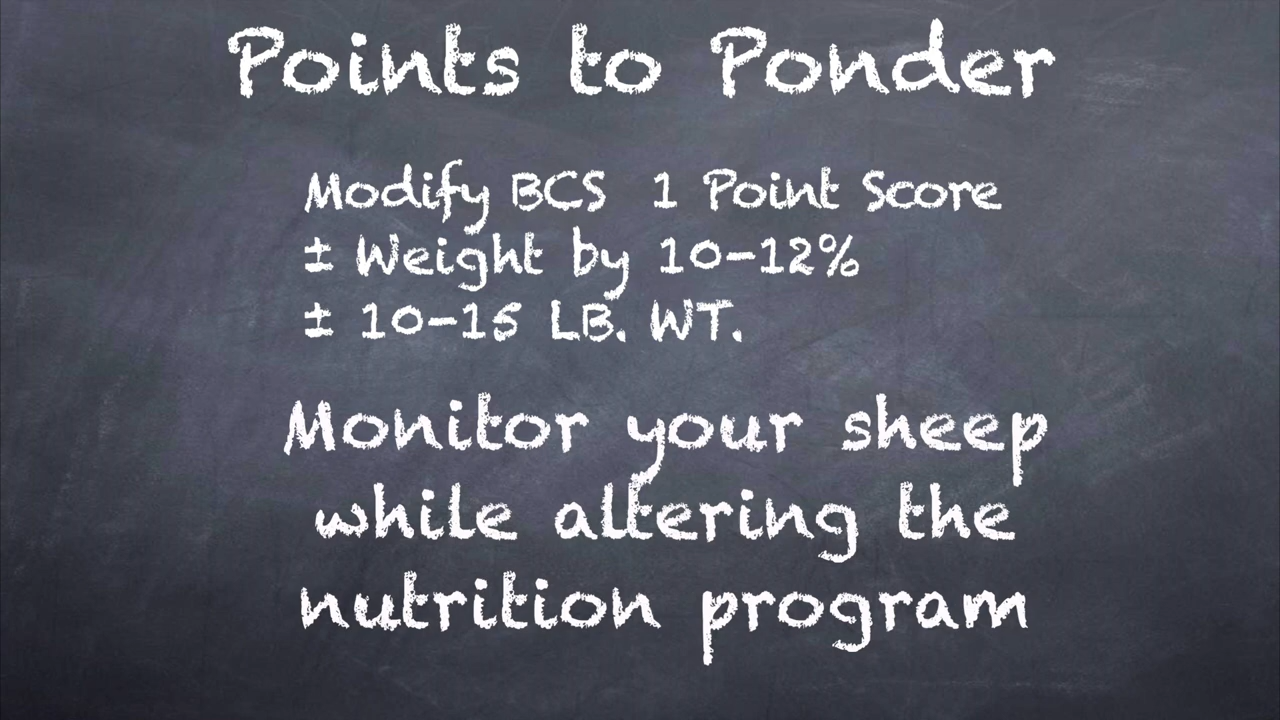 Points to Ponder
Modify BCS 1 Point Score
± Weight by 10-12%
± 10-15 LB. WT.
Monitor your sheep
while altering the
nutrition program